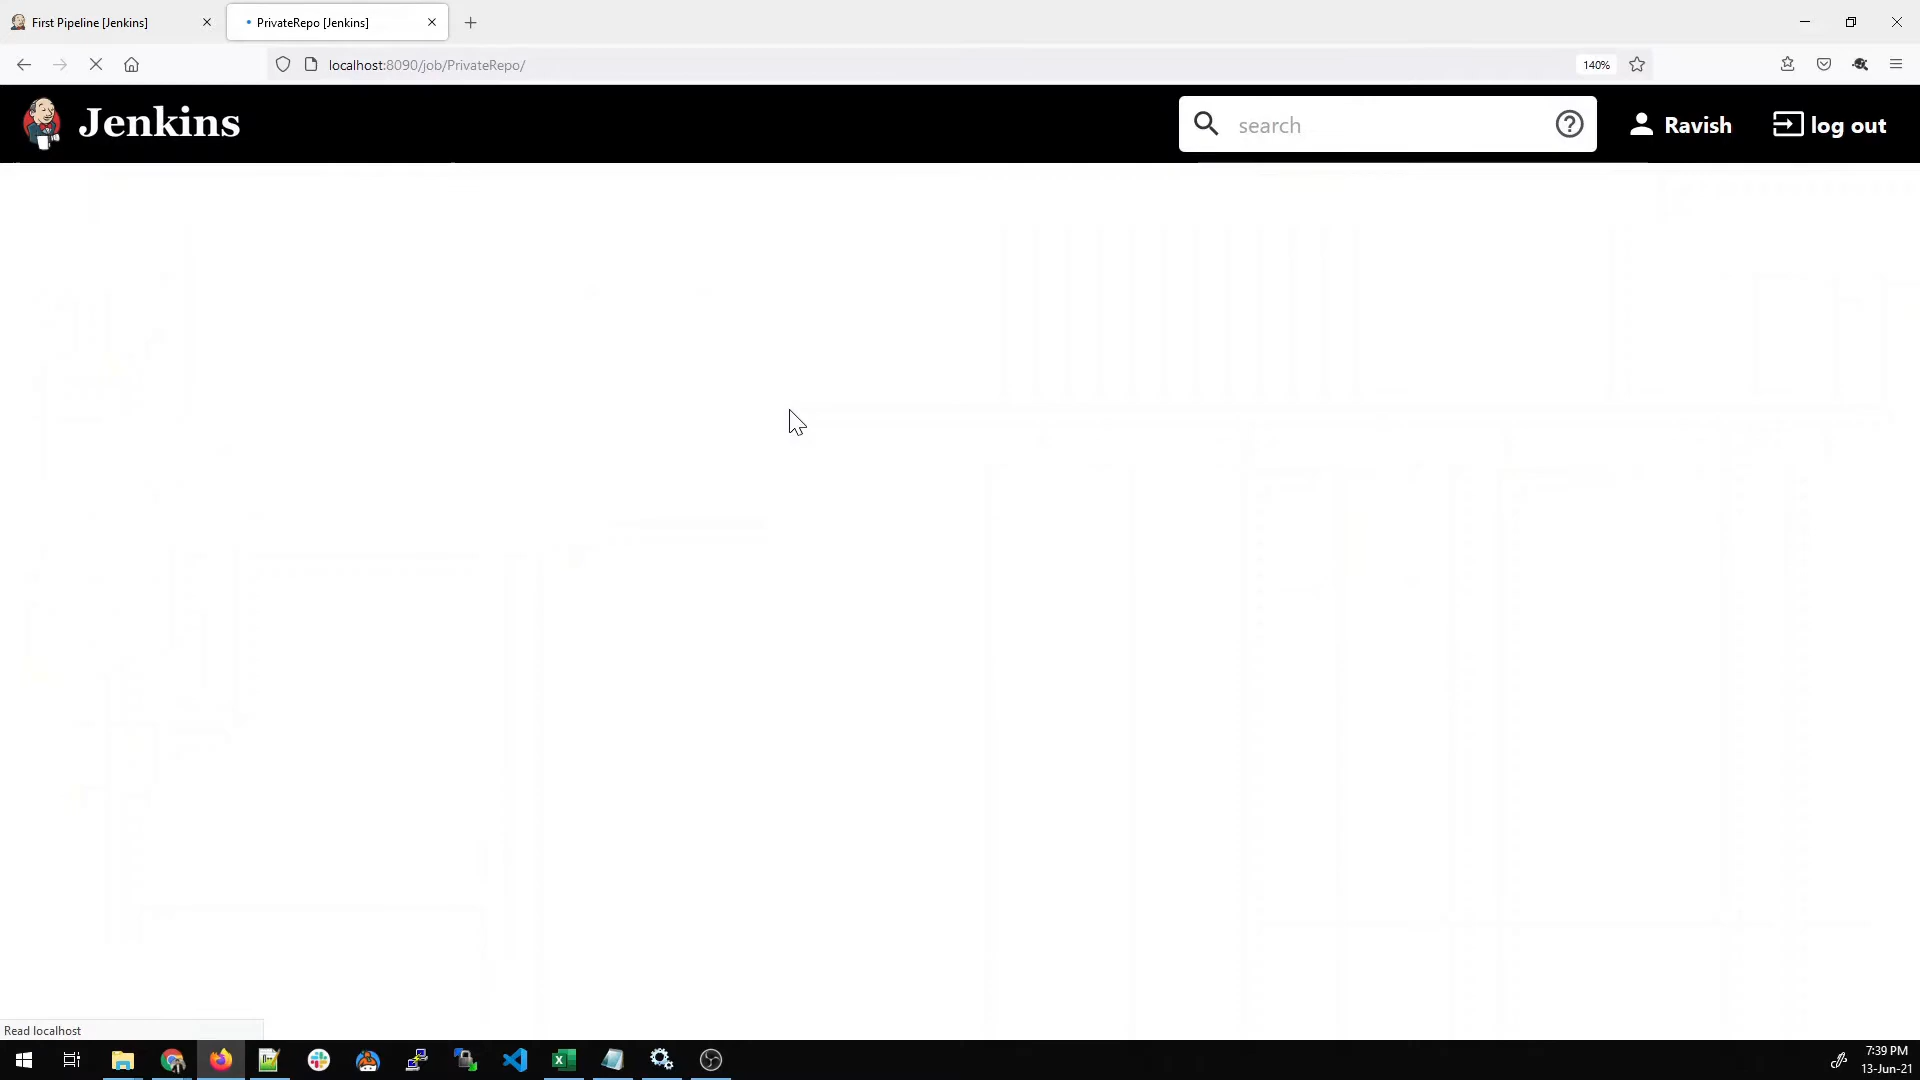 First Pipeline [Jenkins]
PrivateRepo [Jenkins]
localhost:8090/job/PrivateRepo/
140%
Jenkins
search
Ravish
log out
Read localhost
7:39 PM
13-Jun-21